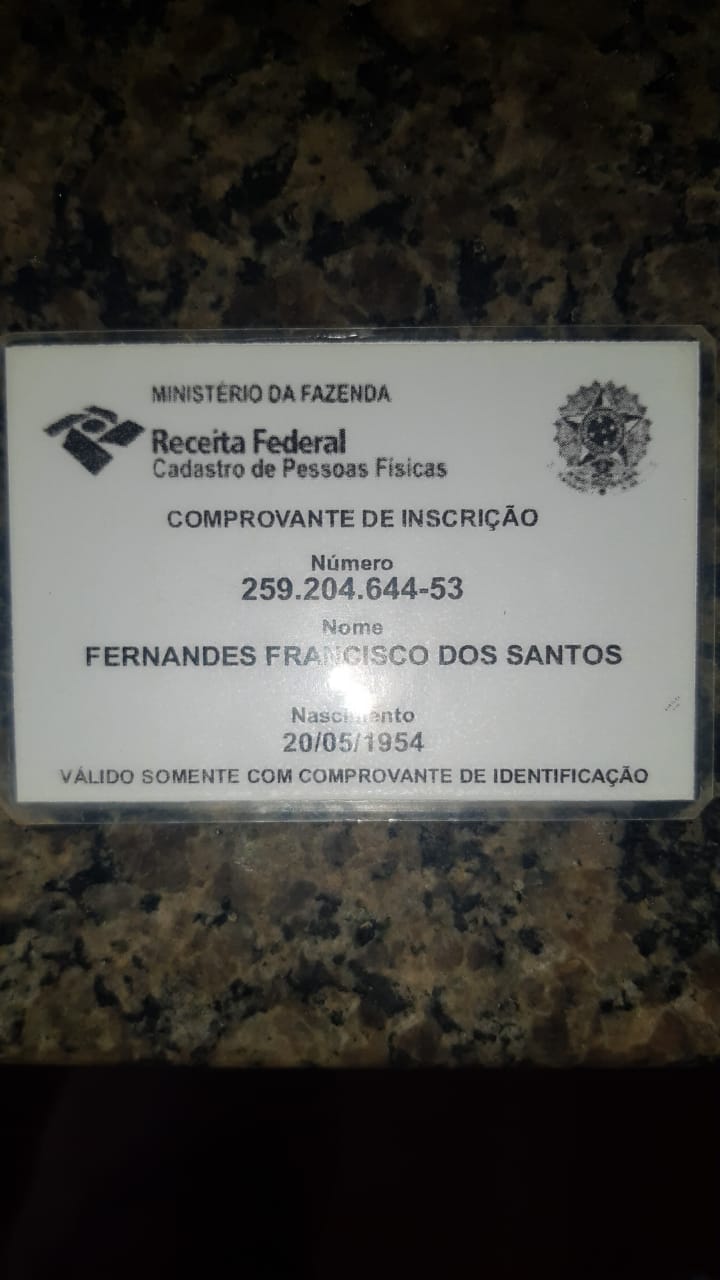 MINISTÉRIO DA FAZENDA
Receita Federal
Cadastro de Pessoas Físicas
COMPROVANTE DE INSCRIÇÃO
Número
259.204.644-53
Nome
FERNANDES FRANCISCO DOS SANTOS
Nascimento
20/05/1954
VÁLIDO SOMENTE COM COMPROVANTE DE IDENTIFICAÇÃO